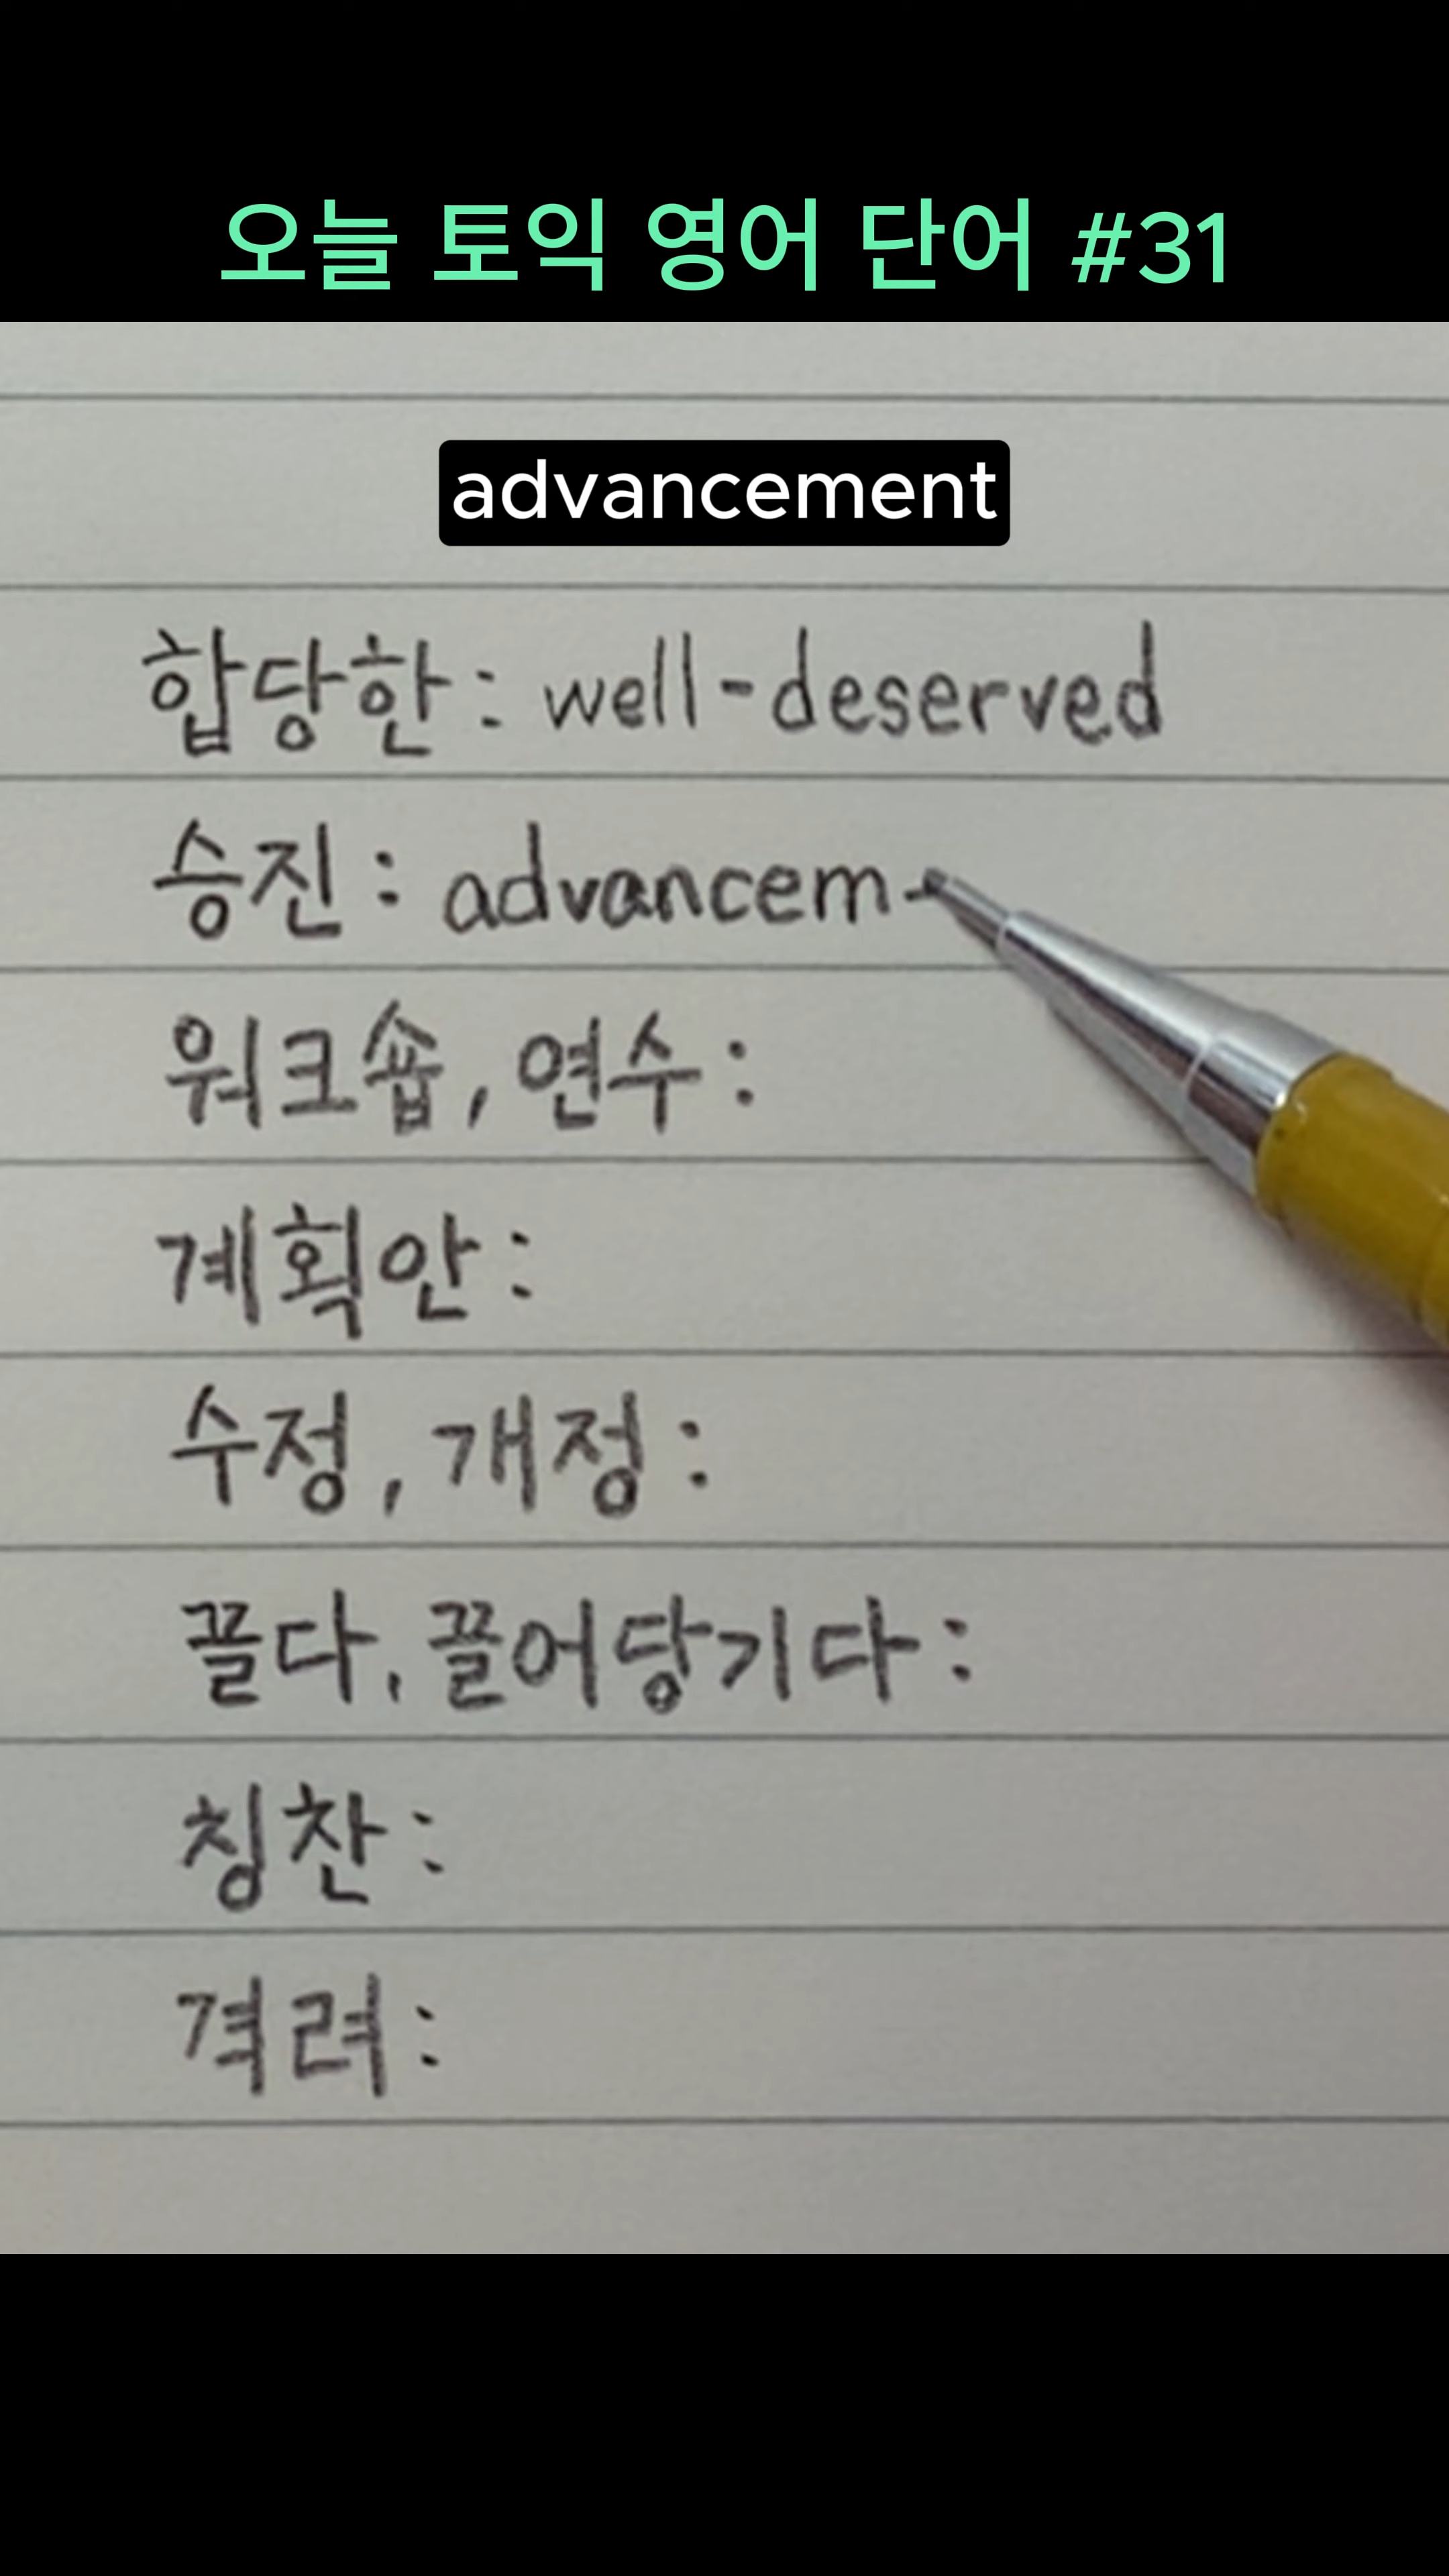 오늘 토익 영어 단어 #31
advancement
합당한: well-deserved
승진: advancem
워크숍, 연수:
계획안:
수정, 개정:
끌다, 끌어당기다:
칭찬:
격려: